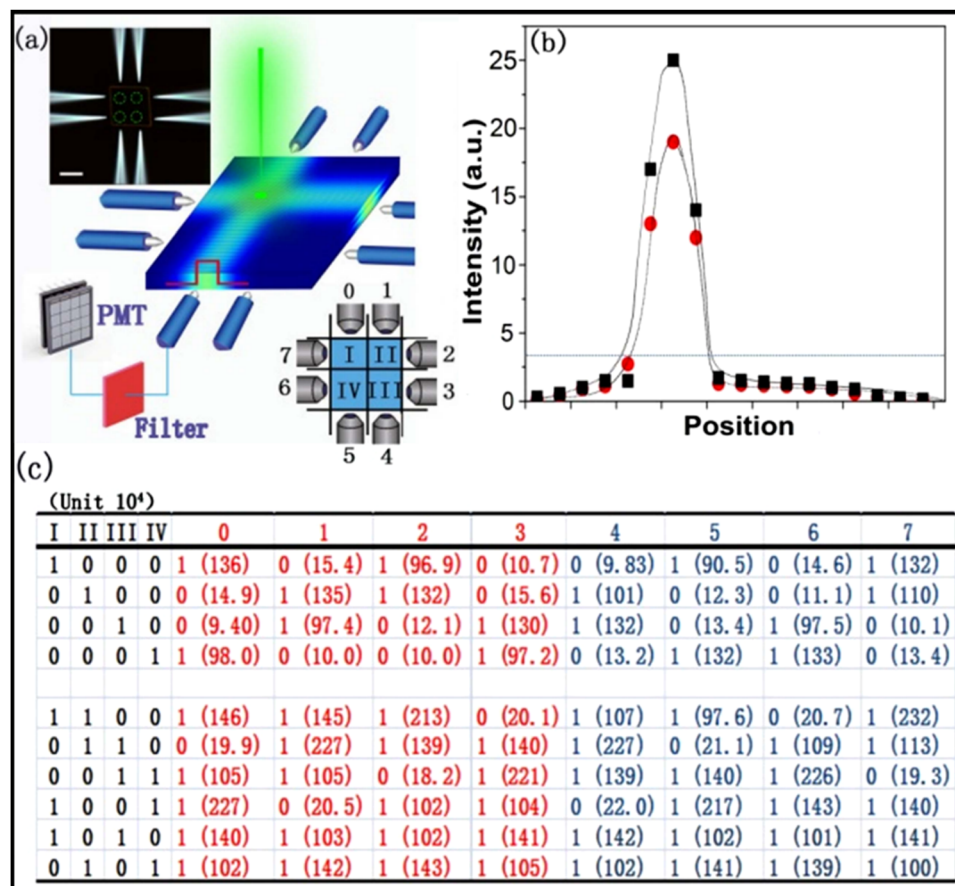 (a)
PMT
Filter
0 1
7 I II 2
6 IV III 3
5 4
(b)
Intensity (a.u.)
25
20
15
10
5
0
Position
(c)
(Unit 10⁴)
I II III IV 0 1 2 3 4 5 6 7
1 0 0 0 1 (136) 0 (15.4) 1 (96.9) 0 (10.7) 0 (9.83) 1 (90.5) 0 (14.6) 1 (132)
0 1 0 0 0 (14.9) 1 (135) 1 (132) 0 (15.6) 1 (101) 0 (12.3) 0 (11.1) 1 (110)
0 0 1 0 0 (9.40) 1 (97.4) 0 (12.1) 1 (130) 1 (132) 0 (13.4) 1 (97.5) 0 (10.1)
0 0 0 1 1 (98.0) 0 (10.0) 0 (10.0) 1 (97.2) 0 (13.2) 1 (132) 1 (133) 0 (13.4)
1 1 0 0 1 (146) 1 (145) 1 (213) 0 (20.1) 1 (107) 1 (97.6) 0 (20.7) 1 (232)
0 1 1 0 0 (19.9) 1 (227) 1 (139) 1 (140) 1 (227) 0 (21.1) 1 (109) 1 (113)
0 0 1 1 1 (105) 1 (105) 0 (18.2) 1 (221) 1 (139) 1 (140) 1 (226) 0 (19.3)
1 0 0 1 1 (227) 0 (20.5) 1 (102) 1 (104) 0 (22.0) 1 (217) 1 (143) 1 (140)
1 0 1 0 1 (140) 1 (103) 1 (102) 1 (141) 1 (142) 1 (102) 1 (101) 1 (141)
0 1 0 1 1 (102) 1 (142) 1 (143) 1 (105) 1 (102) 1 (141) 1 (139) 1 (100)